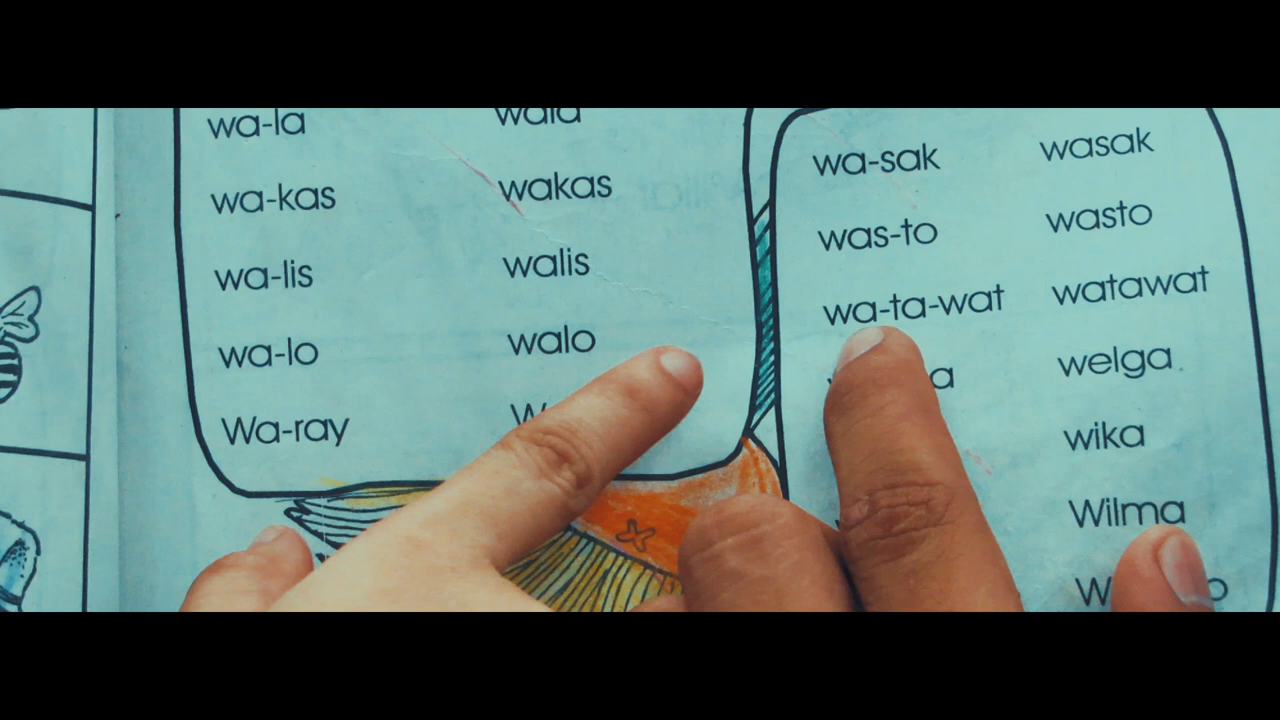 wa-la wala
wa-kas wakas
wa-lis walis
wa-lo walo
Wa-ray
wa-sak wasak
was-to wasto
wa-ta-wat watawat
welga
wika
Wilma